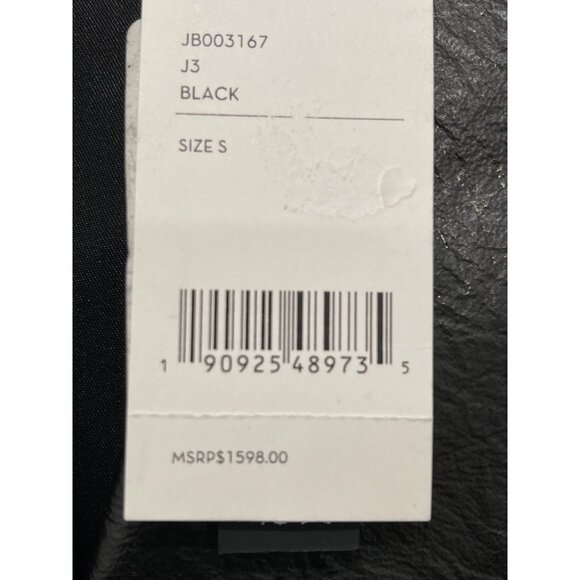 JB003167
J3
BLACK
SIZE S
1 90925 48973 5
MSRP$1598.00